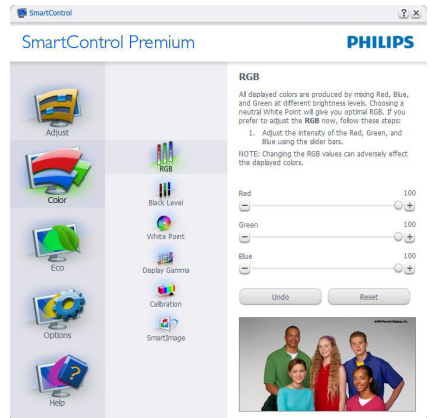 SmartControl
? ×
SmartControl Premium
PHILIPS
Adjust
Color
Eco
Options
Help
RGB
Black Level
White Point
Display Gamma
Calibration
SmartImage
RGB
All displayed colors are produced by mixing Red, Blue,
and Green at different brightness levels. Choosing a
neutral White Point will give you optimal RGB. If you
prefer to adjust the RGB now, follow these steps:
1. Adjust the intensity of the Red, Green, and
Blue using the slider bars.
NOTE: Changing the RGB values can adversely effect
the displayed colors.
Red 100
Green 100
Blue 100
Undo Reset